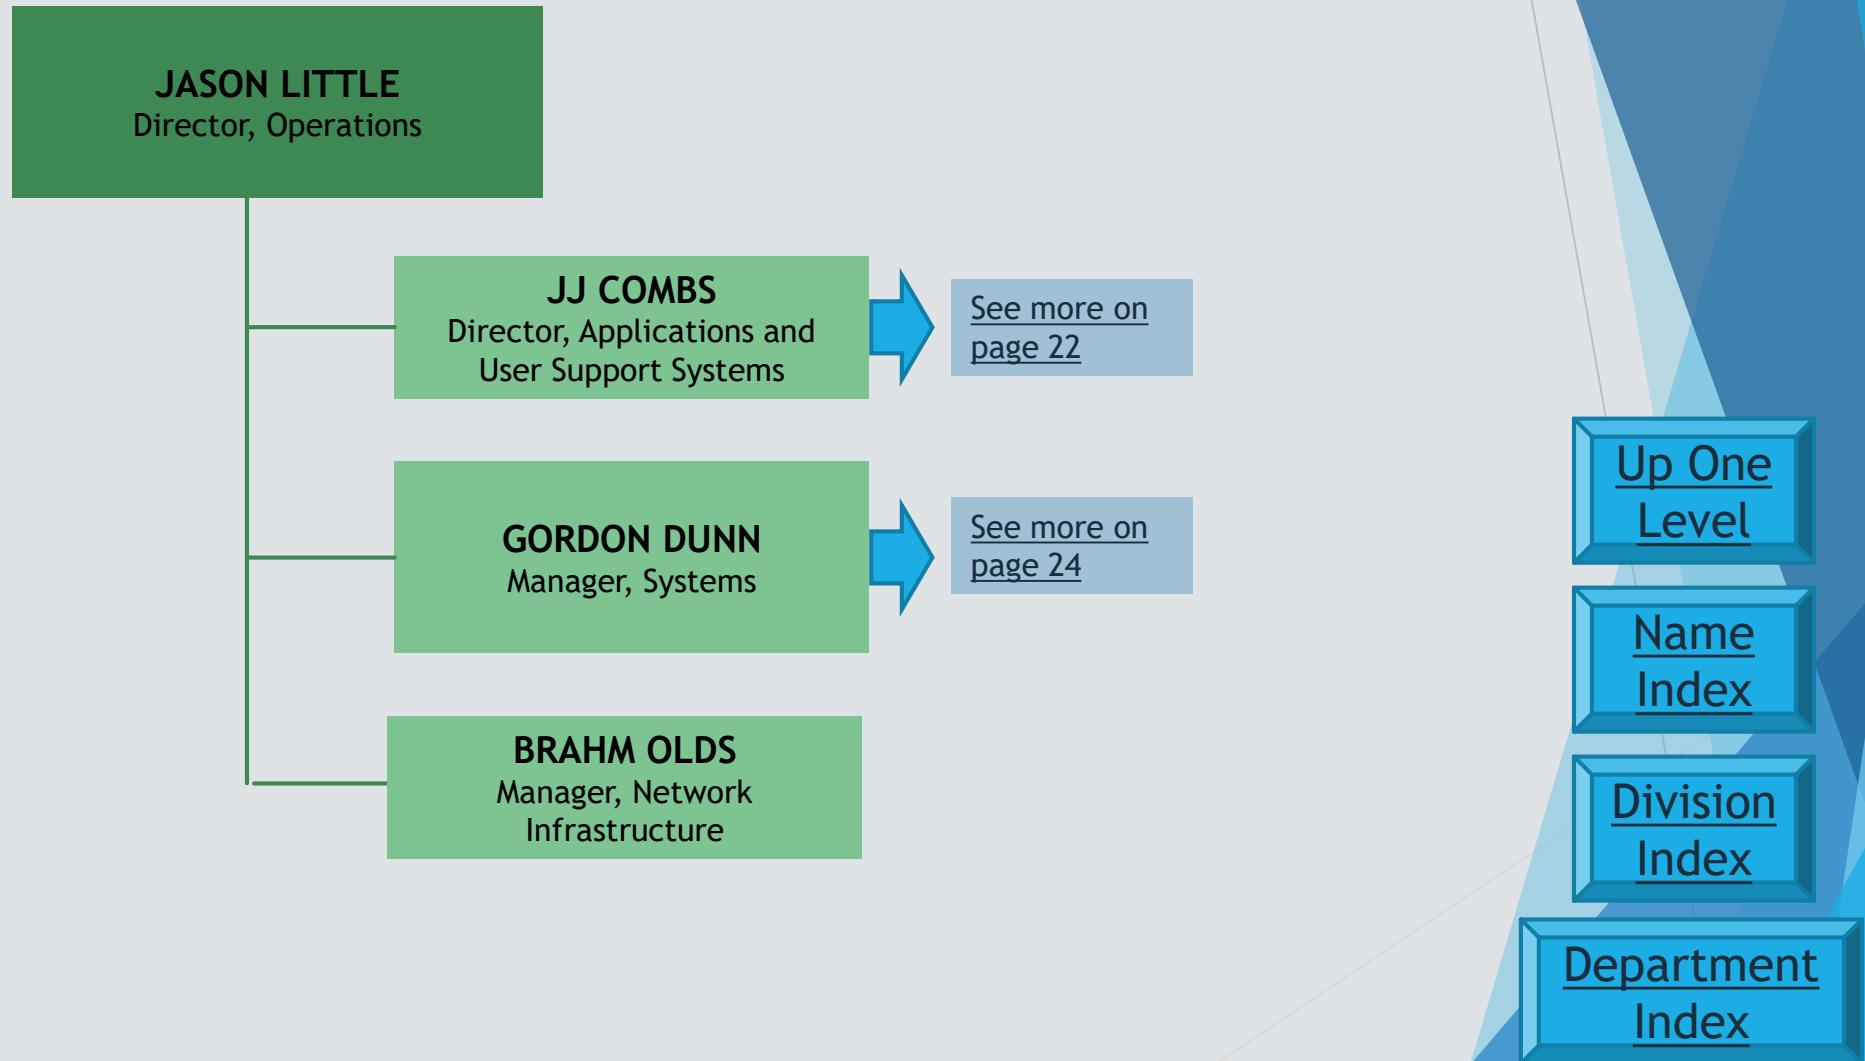 JASON LITTLE
Director, Operations
JJ COMBS
Director, Applications and
User Support Systems
See more on
page 22
GORDON DUNN
Manager, Systems
See more on
page 24
BRAHM OLDS
Manager, Network
Infrastructure
Up One
Level
Name
Index
Division
Index
Department
Index